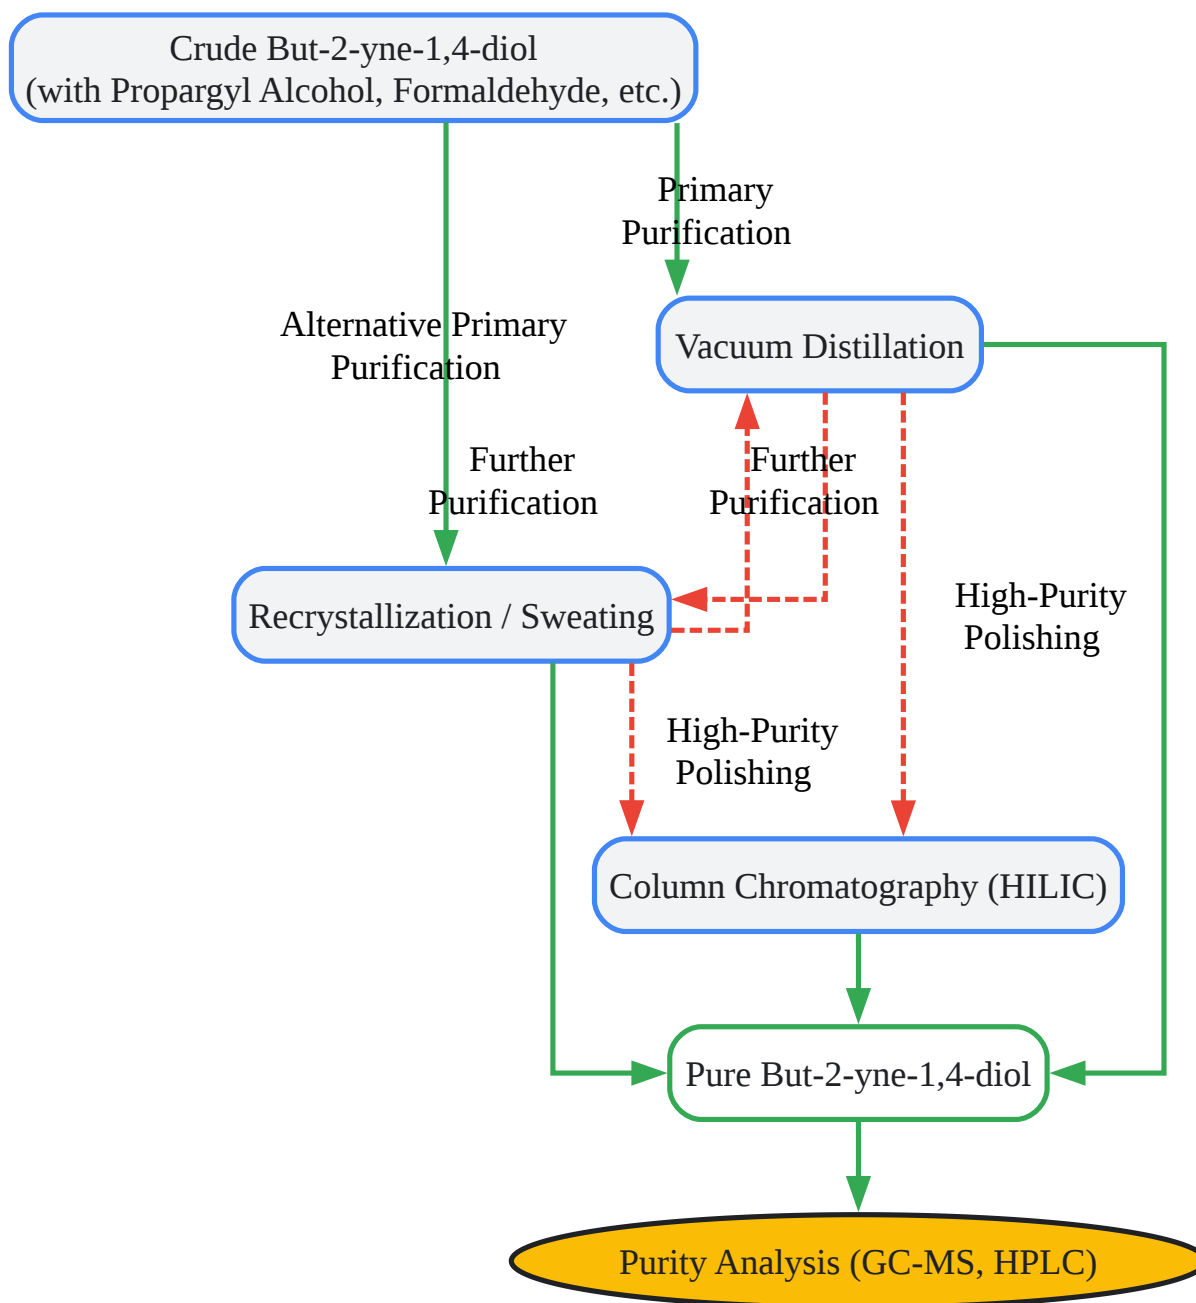 Crude But-2-yne-1,4-diol
(with Propargyl Alcohol, Formaldehyde, etc.)
Primary
Purification
Alternative Primary
Purification
Vacuum Distillation
Further
Purification
Further
Purification
Recrystallization / Sweating
High-Purity
Polishing
High-Purity
Polishing
Column Chromatography (HILIC)
Pure But-2-yne-1,4-diol
Purity Analysis (GC-MS, HPLC)